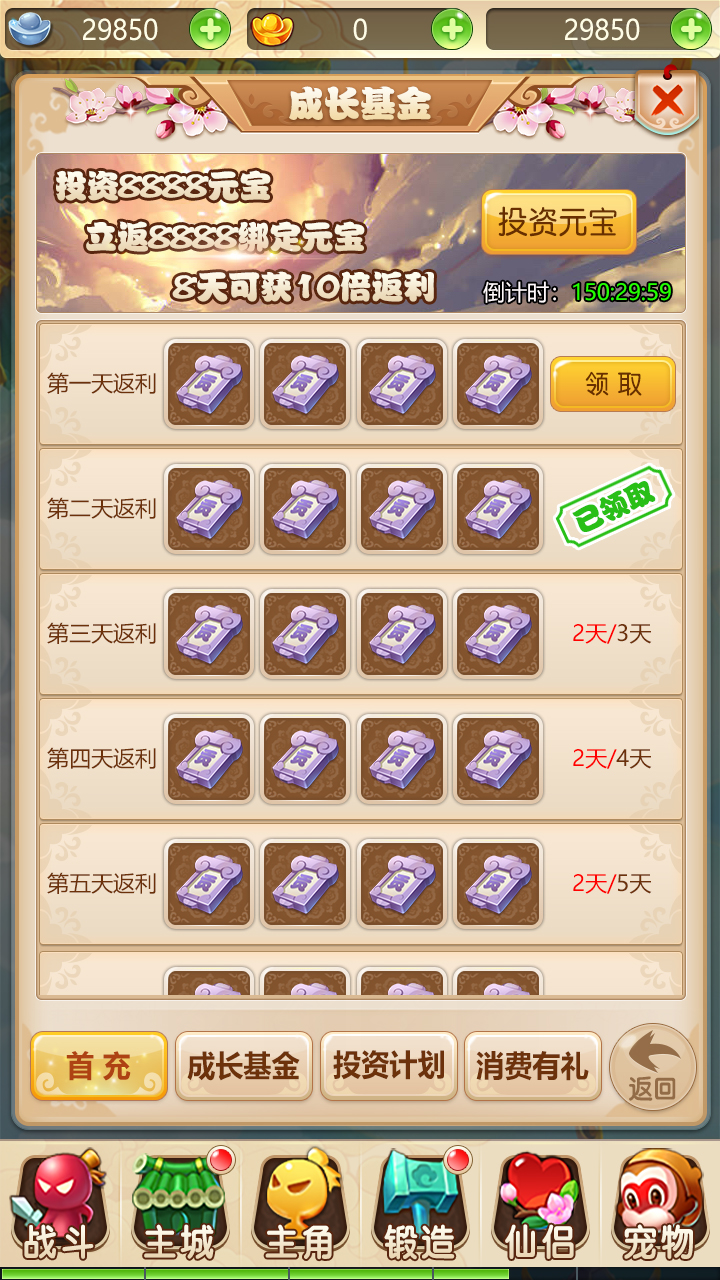 29850 0 29850
成长基金
投资8888元宝
立返8888绑定元宝
投资元宝
8天可获10倍返利
倒计时：150:29:59
第一天返利 领取
第二天返利 已领取
第三天返利 2天/3天
第四天返利 2天/4天
第五天返利 2天/5天
首充 成长基金 投资计划 消费有礼 返回
战斗 主城 主角 锻造 仙侣 宠物